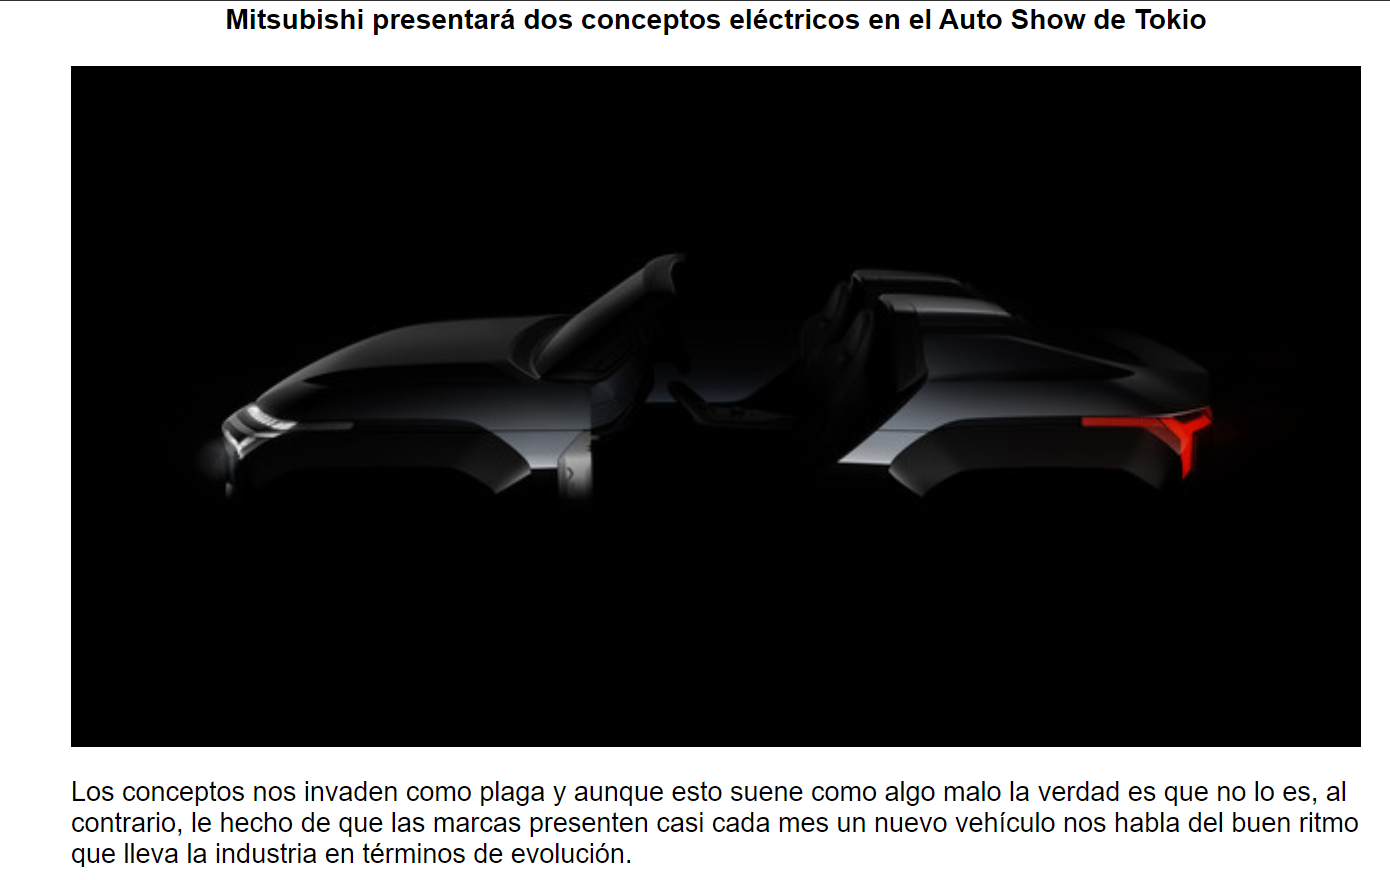 Mitsubishi presentará dos conceptos eléctricos en el Auto Show de Tokio
Los conceptos nos invaden como plaga y aunque esto suene como algo malo la verdad es que no lo es, al
contrario, le hecho de que las marcas presenten casi cada mes un nuevo vehículo nos habla del buen ritmo
que lleva la industria en términos de evolución.